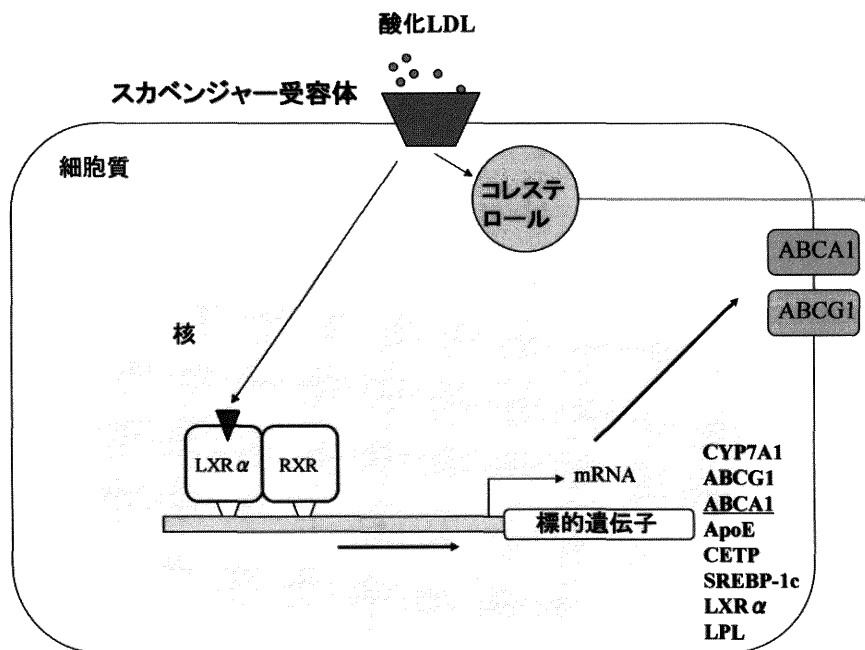 酸化LDL
スカベンジャー受容体
細胞質
コレステ
ロール
ABCA1
ABCG1
核
LXRα
RXR
mRNA
標的遺伝子
CYP7A1
ABCG1
ABCA1
ApoE
CETP
SREBP-1c
LXRα
LPL